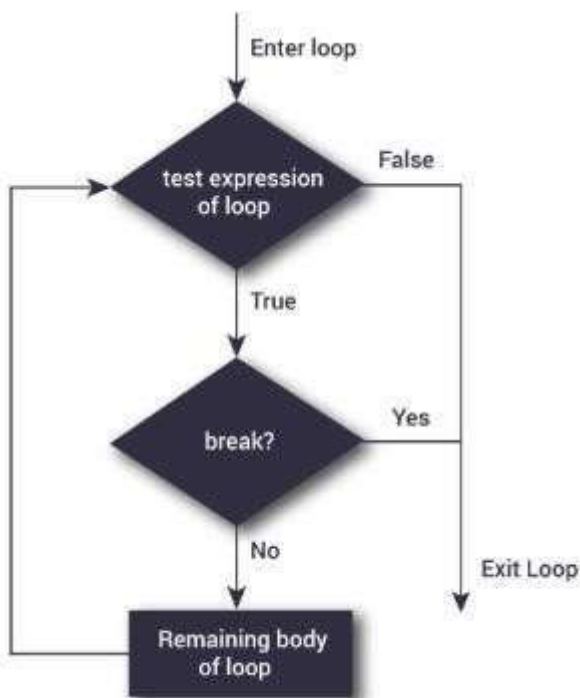 Enter loop
test expression
of loop
False
True
break?
Yes
No
Exit Loop
Remaining body
of loop